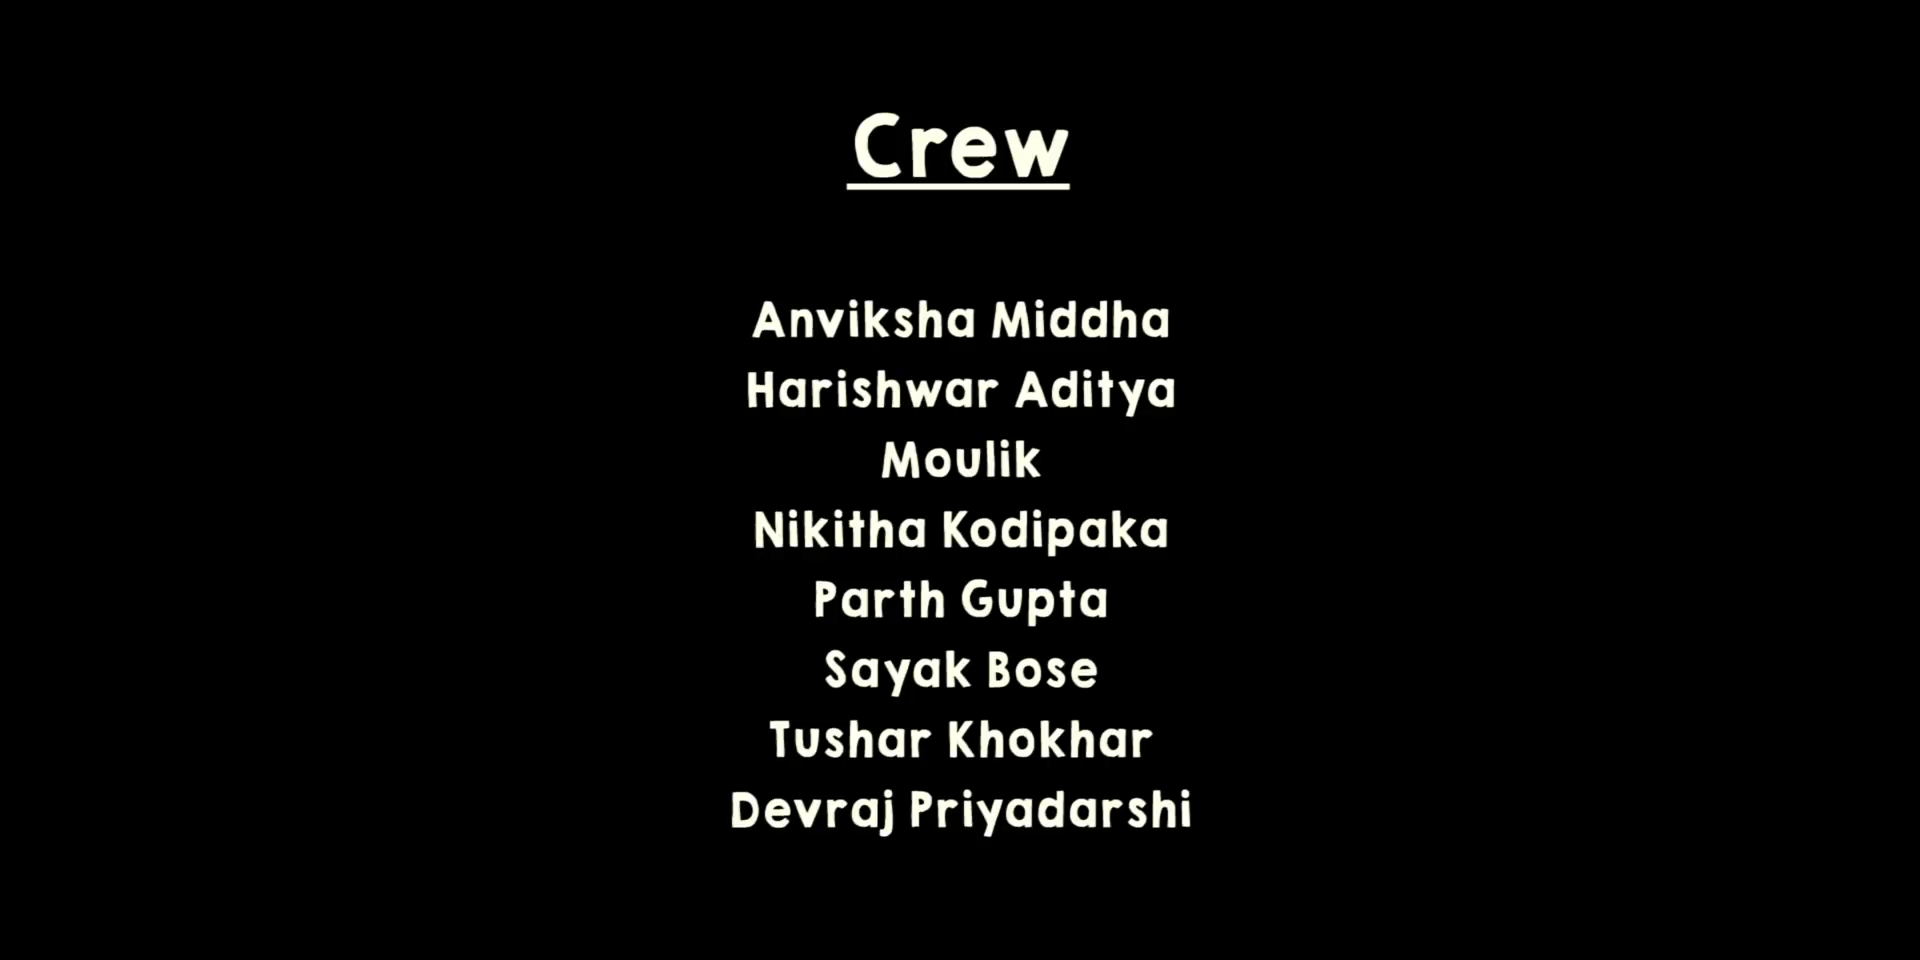 Crew
Anviksha Middha
Harishwar Aditya
Moulik
Nikitha Kodipaka
Parth Gupta
Sayak Bose
Tushar Khokhar
Devraj Priyadarshi